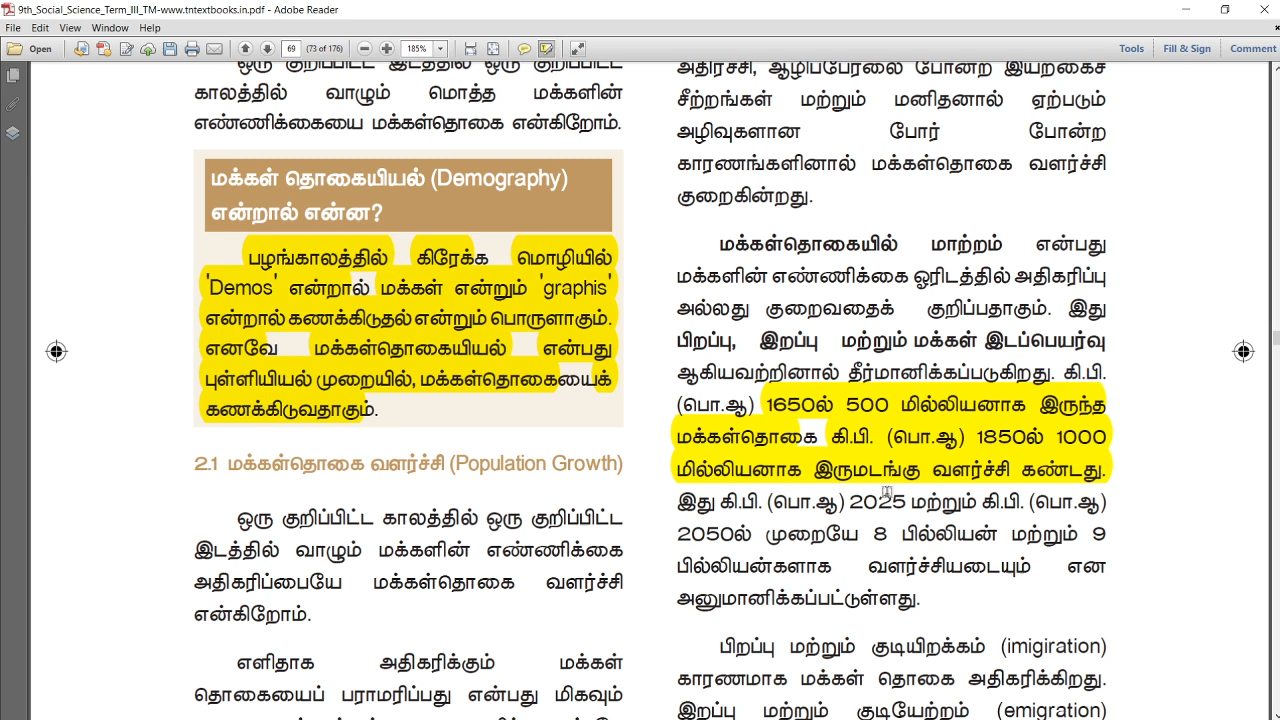 9th_Social_Science_Term_III_TM-www.tntextbooks.in.pdf - Adobe Reader
File Edit View Window Help
Open 69 (73 of 176) 185% Tools Fill & Sign Comment
ஒரு குறிப்பிட்ட இடத்தில் ஒரு குறிப்பிட்ட
காலத்தில் வாழும் மொத்த மக்களின்
எண்ணிக்கையை மக்கள்தொகை என்கிறோம்.
மக்கள் தொகையியல் (Demography)
என்றால் என்ன?
பழங்காலத்தில் கிரேக்க மொழியில்
'Demos' என்றால் மக்கள் என்றும் 'graphis'
என்றால் கணக்கிடுதல் என்றும் பொருளாகும்.
எனவே மக்கள்தொகையியல் என்பது
புள்ளியியல் முறையில், மக்கள்தொகையைக்
கணக்கிடுவதாகும்.
2.1 மக்கள்தொகை வளர்ச்சி (Population Growth)
ஒரு குறிப்பிட்ட காலத்தில் ஒரு குறிப்பிட்ட
இடத்தில் வாழும் மக்களின் எண்ணிக்கை
அதிகரிப்பையே மக்கள்தொகை வளர்ச்சி
என்கிறோம்.
எளிதாக அதிகரிக்கும் மக்கள்
தொகையைப் பராமரிப்பது என்பது மிகவும்
அதிர்ச்சி, ஆழிப்பேரலை போன்ற இயற்கைச்
சீற்றங்கள் மற்றும் மனிதனால் ஏற்படும்
அழிவுகளான போர் போன்ற
காரணங்களினால் மக்கள்தொகை வளர்ச்சி
குறைகின்றது.
மக்கள்தொகையில் மாற்றம் என்பது
மக்களின் எண்ணிக்கை ஓரிடத்தில் அதிகரிப்பு
அல்லது குறைவதைக் குறிப்பதாகும். இது
பிறப்பு, இறப்பு மற்றும் மக்கள் இடப்பெயர்வு
ஆகியவற்றினால் தீர்மானிக்கப்படுகிறது. கி.பி.
(பொ.ஆ) 1650ல் 500 மில்லியனாக இருந்த
மக்கள்தொகை கி.பி. (பொ.ஆ) 1850ல் 1000
மில்லியனாக இருமடங்கு வளர்ச்சி கண்டது.
இது கி.பி. (பொ.ஆ) 2025 மற்றும் கி.பி. (பொ.ஆ)
2050ல் முறையே 8 பில்லியன் மற்றும் 9
பில்லியன்களாக வளர்ச்சியடையும் என
அனுமானிக்கப்பட்டுள்ளது.
பிறப்பு மற்றும் குடியிறக்கம் (imigiration)
காரணமாக மக்கள் தொகை அதிகரிக்கிறது.
இறப்பு மற்றும் குடியேற்றம் (emigration)